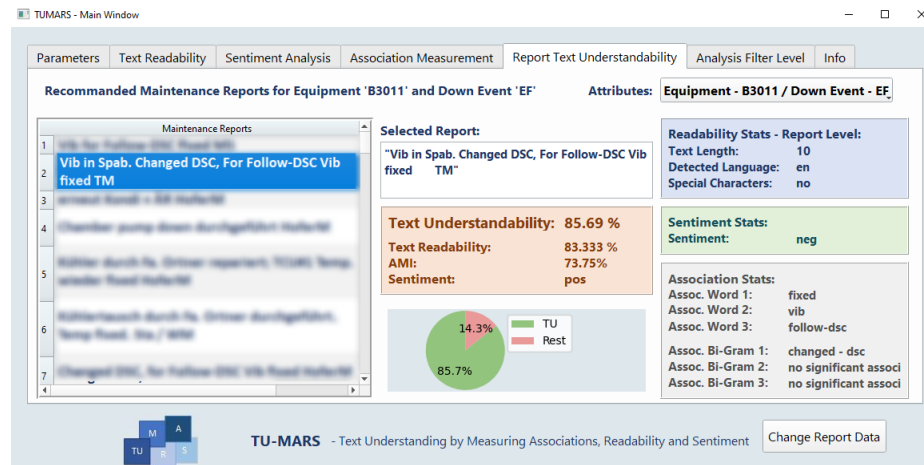 TUMARS - Main Window
Parameters Text Readability Sentiment Analysis Association Measurement Report Text Understandability Analysis Filter Level Info
Recommanded Maintenance Reports for Equipment 'B3011' and Down Event 'EF'
Attributes: Equipment - B3011 / Down Event - EF
Maintenance Reports
1
2 Vib in Spab. Changed DSC, For Follow-DSC Vib
fixed TM
3
4
5
6
7
Selected Report:
"Vib in Spab. Changed DSC, For Follow-DSC Vib
fixed TM"
Text Understandability: 85.69 %
Text Readability: 83.333 %
AMI: 73.75%
Sentiment: pos
14.3%
85.7%
TU
Rest
Readability Stats - Report Level:
Text Length: 10
Detected Language: en
Special Characters: no
Sentiment Stats:
Sentiment: neg
Association Stats:
Assoc. Word 1: fixed
Assoc. Word 2: vib
Assoc. Word 3: follow-dsc
Assoc. Bi-Gram 1: changed - dsc
Assoc. Bi-Gram 2: no significant associ
Assoc. Bi-Gram 3: no significant associ
M A
TU R S
TU-MARS - Text Understanding by Measuring Associations, Readability and Sentiment
Change Report Data